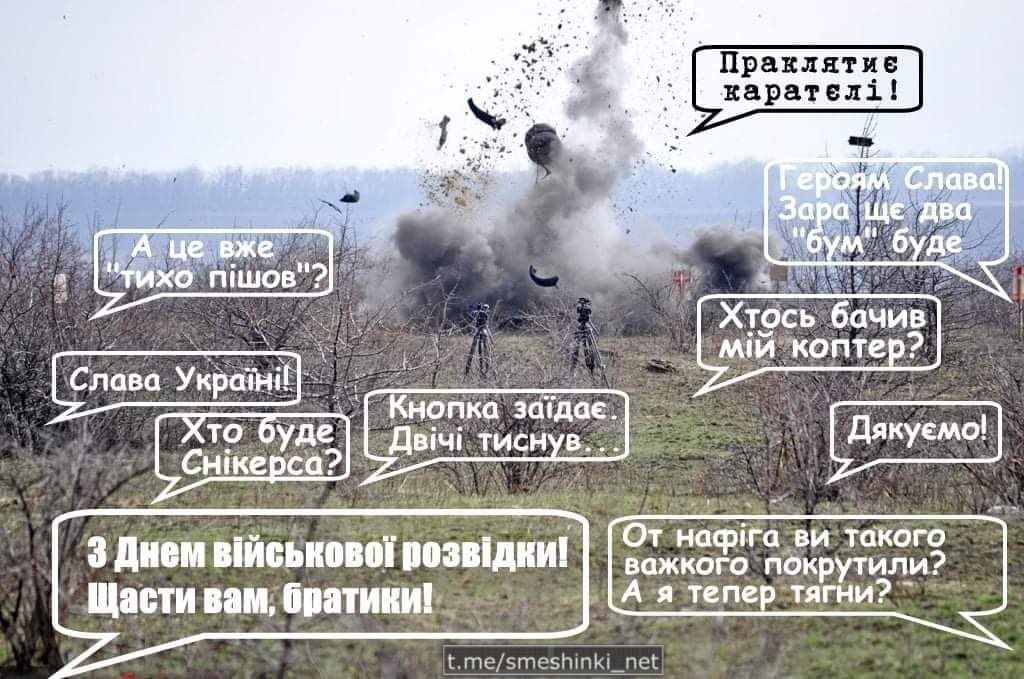 Праклятиє
каратєлі!
Героям Слава!
Зара ще два
"бум" буде
А це вже
"тихо пішов"?
Хтось бачив
мій коптер?
Слава Україні!
Кнопка заїдає.
Двічі тиснув...
Хто буде
Снікерса?
Дякуємо!
З Днем військової розвідки!
Щасти вам, братики!
От нафіга ви такого
важкого покрутили?
А я тепер тягни?
t.me/smeshinki_net